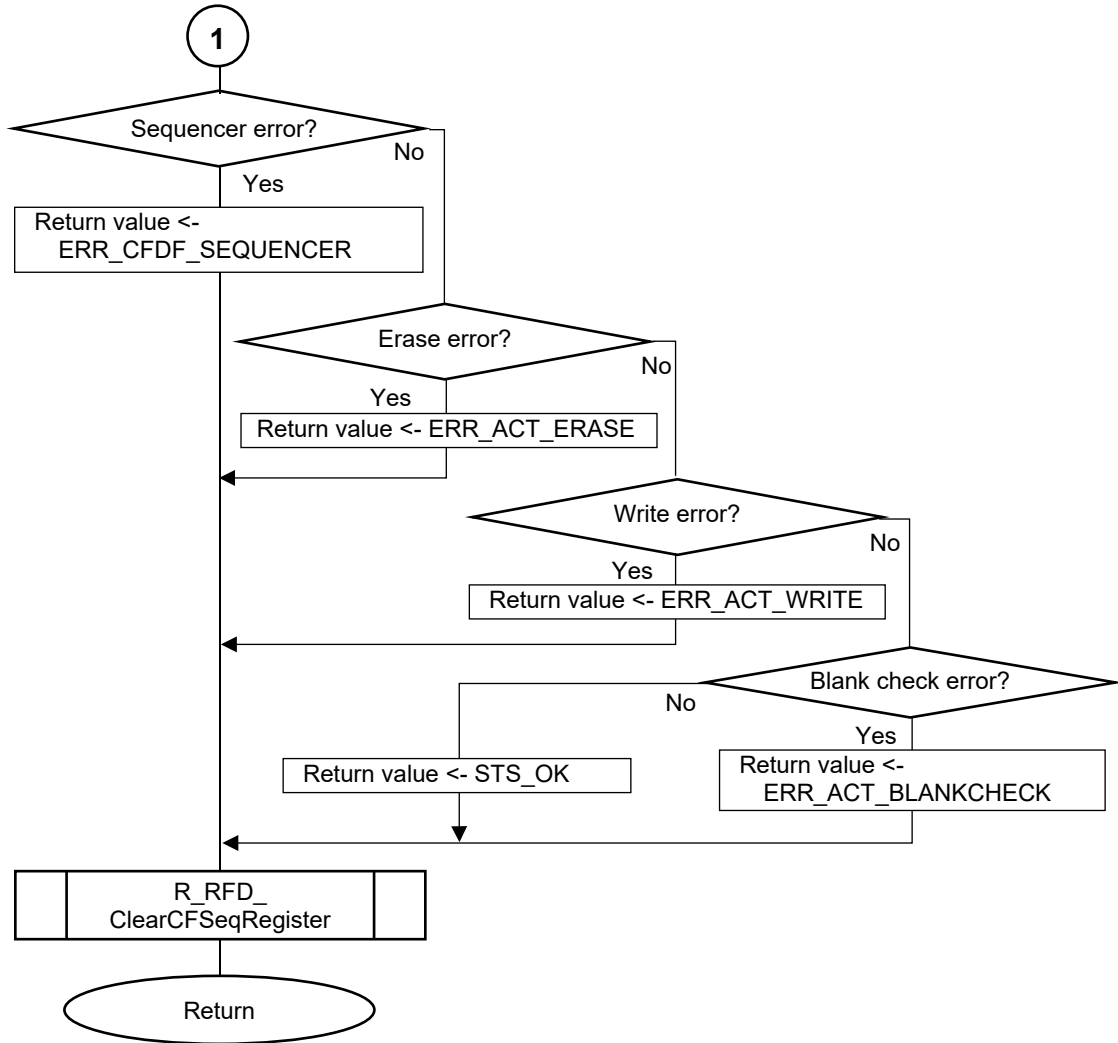 1
Sequencer error?
No
Yes
Return value <-
ERR_CFDF_SEQUENCER
Erase error?
No
Yes
Return value <- ERR_ACT_ERASE
Write error?
No
Yes
Return value <- ERR_ACT_WRITE
Blank check error?
No
Yes
Return value <- STS_OK
Return value <-
ERR_ACT_BLANKCHECK
R_RFD_
ClearCFSeqRegister
Return